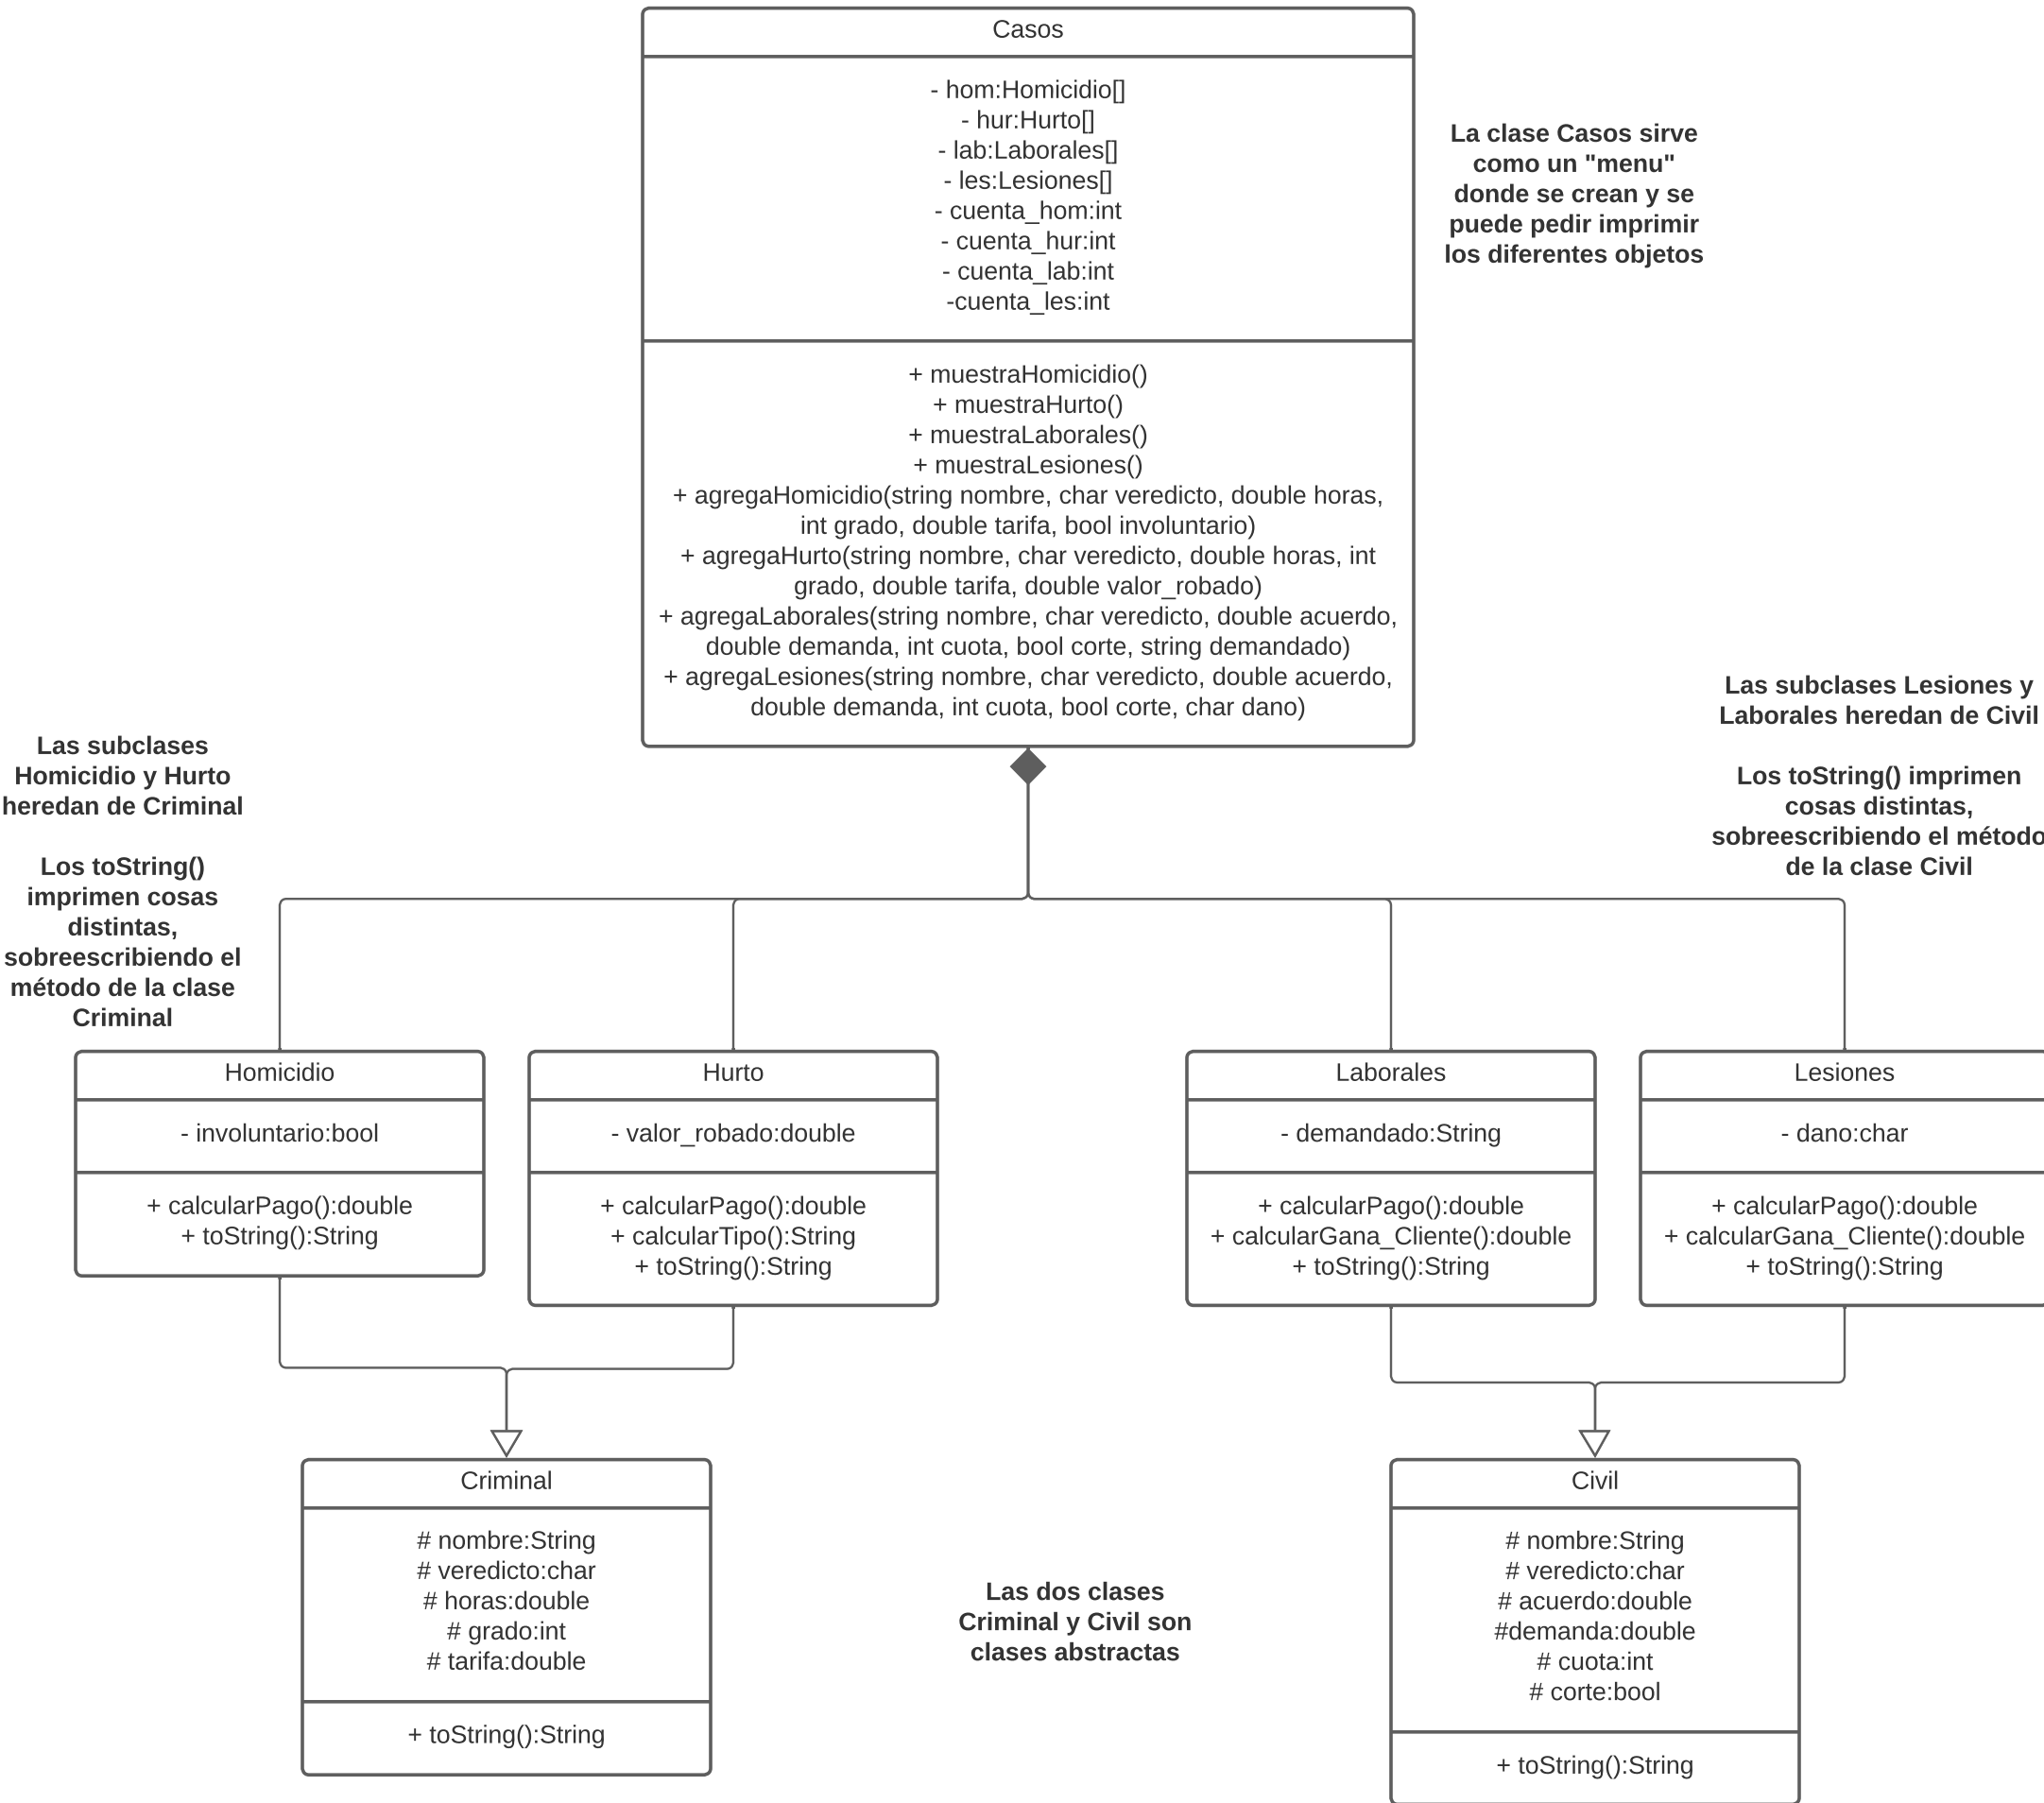 Casos
- hom:Homicidio[]
- hur:Hurto[]
- lab:Laborales[]
- les:Lesiones[]
- cuenta_hom:int
- cuenta_hur:int
- cuenta_lab:int
-cuenta_les:int
+ muestraHomicidio()
+ muestraHurto()
+ muestraLaborales()
+ muestraLesiones()
+ agregaHomicidio(string nombre, char veredicto, double horas,
int grado, double tarifa, bool involuntario)
+ agregaHurto(string nombre, char veredicto, double horas, int
grado, double tarifa, double valor_robado)
+ agregaLaborales(string nombre, char veredicto, double acuerdo,
double demanda, int cuota, bool corte, string demandado)
+ agregaLesiones(string nombre, char veredicto, double acuerdo,
double demanda, int cuota, bool corte, char dano)
La clase Casos sirve
como un "menu"
donde se crean y se
puede pedir imprimir
los diferentes objetos
Las subclases
Homicidio y Hurto
heredan de Criminal
Los toString()
imprimen cosas
distintas,
sobreescribiendo el
método de la clase
Criminal
Las subclases Lesiones y
Laborales heredan de Civil
Los toString() imprimen
cosas distintas,
sobreescribiendo el método
de la clase Civil
Homicidio
- involuntario:bool
+ calcularPago():double
+ toString():String
Hurto
- valor_robado:double
+ calcularPago():double
+ calcularTipo():String
+ toString():String
Laborales
- demandado:String
+ calcularPago():double
+ calcularGana_Cliente():double
+ toString():String
Lesiones
- dano:char
+ calcularPago():double
+ calcularGana_Cliente():double
+ toString():String
Criminal
# nombre:String
# veredicto:char
# horas:double
# grado:int
# tarifa:double
+ toString():String
Las dos clases
Criminal y Civil son
clases abstractas
Civil
# nombre:String
# veredicto:char
# acuerdo:double
#demanda:double
# cuota:int
# corte:bool
+ toString():String